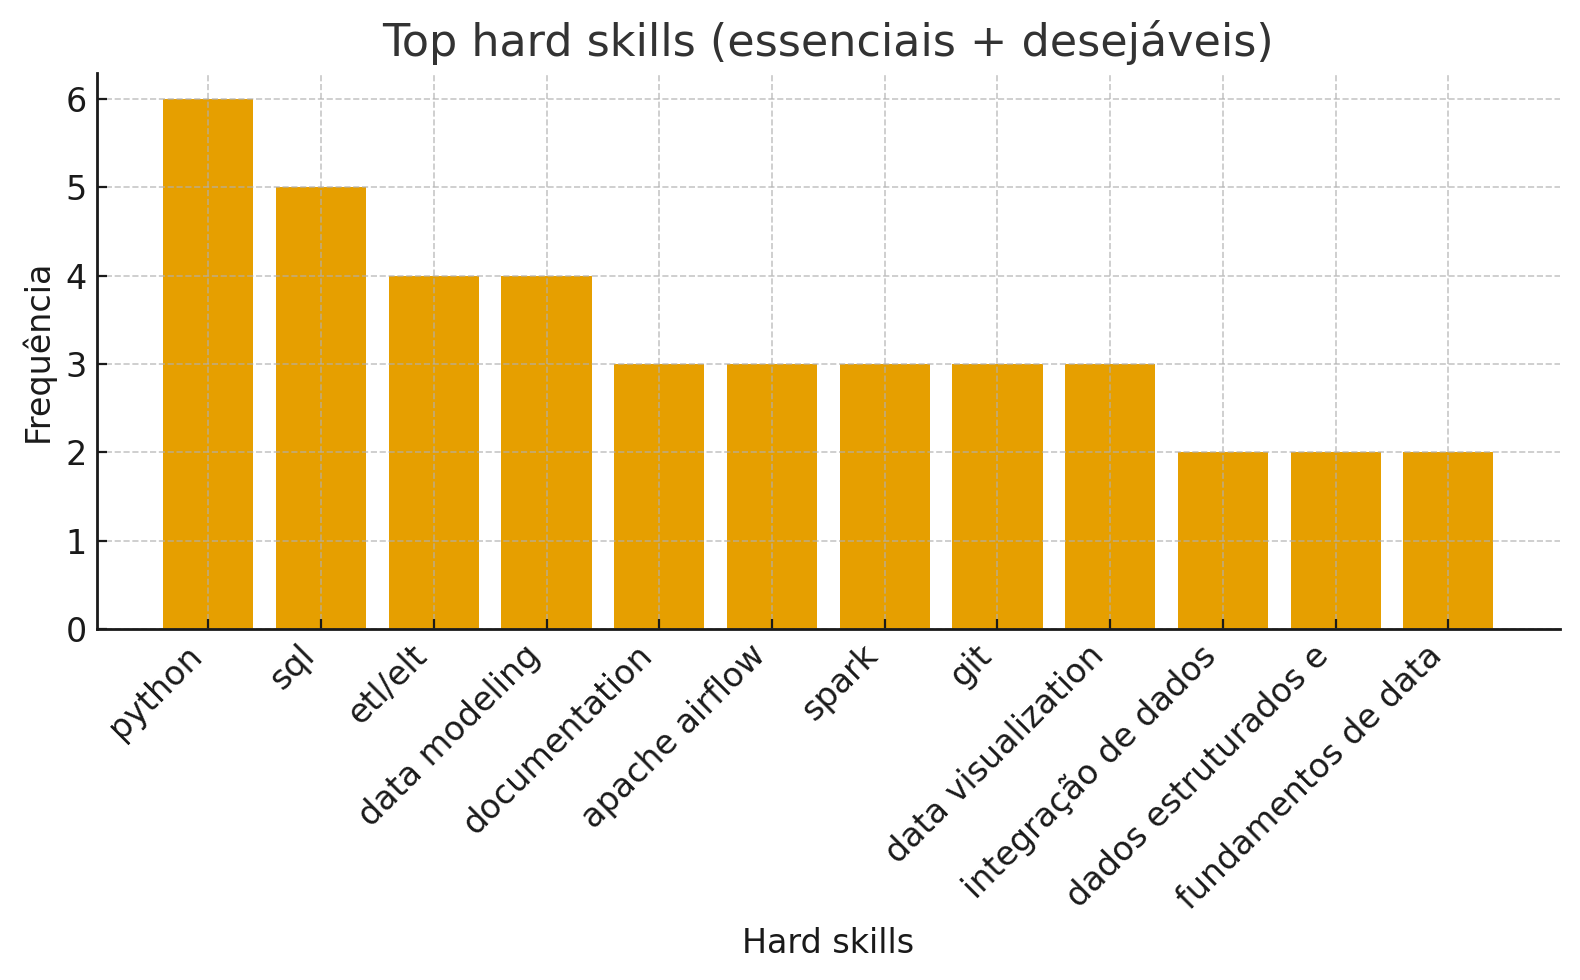 Top hard skills (essenciais + desejáveis)
Frequência
6
5
4
3
2
1
0
python
sql
etl/elt
data modeling
documentation
apache airflow
spark
git
data visualization
integração de dados
dados estruturados e
fundamentos de data
Hard skills